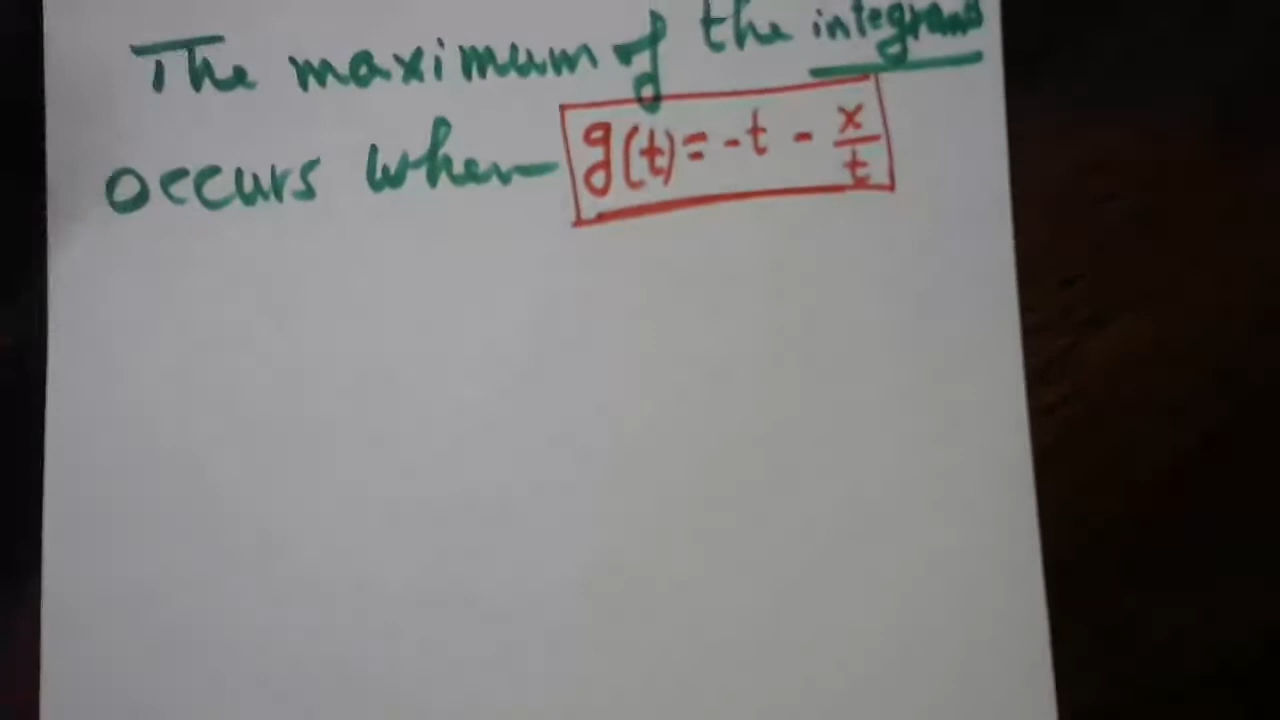 The maximum of the integrand
occurs when g(t) = -t - x/t